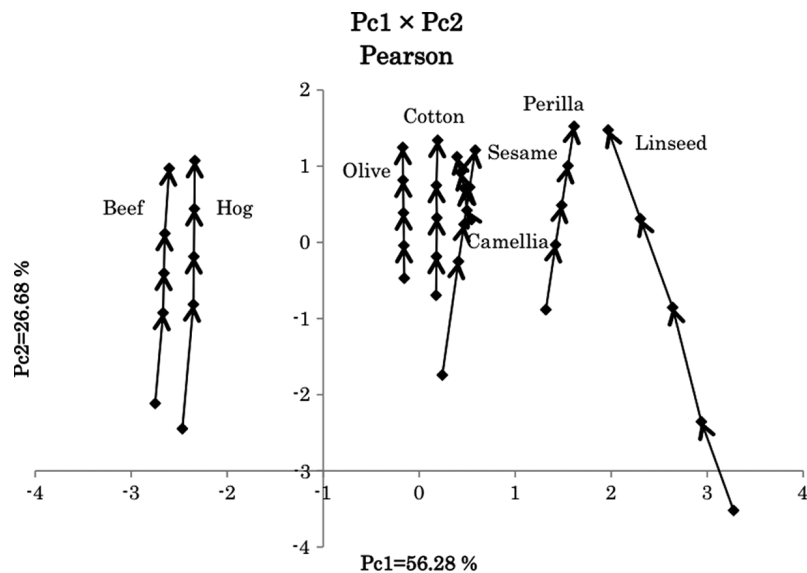 Pc1 × Pc2
Pearson
2
Perilla
Cotton
Linseed
Sesame
1
Olive
Beef
Hog
0
Camellia
-1
Pc2=26.68 %
-2
-3
-4
-3
-2
-1
0
1
2
3
4
-4
Pc1=56.28 %